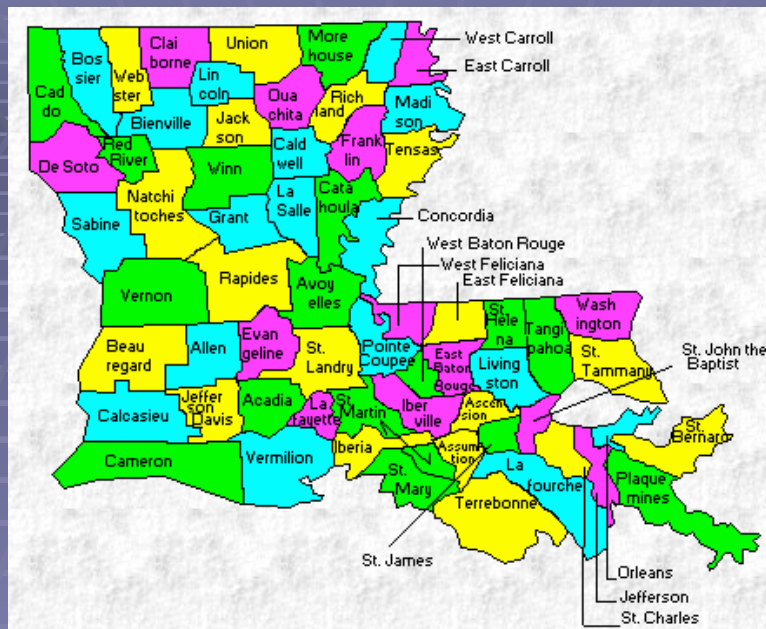 West Carroll
East Carroll
Union
More
house
Clai
borne
Bos
sier
Web
ster
Lin
coln
Cad
do
Oua
chita
Rich
land
Madi
son
Bienville
Jack
son
Red
River
De Soto
Winn
Cald
well
Frank
lin
Tensas
Natchi
toches
Cata
houla
La
Salle
Grant
Sabine
Concordia
West Baton Rouge
West Feliciana
East Feliciana
Rapides
Avoy
elles
Vernon
St.
Hele
na
Tangi
pahoa
Wash
ington
Beau
regard
Allen
Evan
geline
St.
Landry
Pointe
Coupee
East
Baton
Rouge
Living
ston
St.
Tammany
St. John the
Baptist
Calcasieu
Jeffer
son
Davis
Acadia
La
fayette
St.
Martin
Iber
ville
Ascen
sion
St.
Bernard
Cameron
Vermilion
Iberia
St.
Mary
Assum
tion
La
fourche
Plaque
mines
Terrebonne
St. James
Orleans
Jefferson
St. Charles